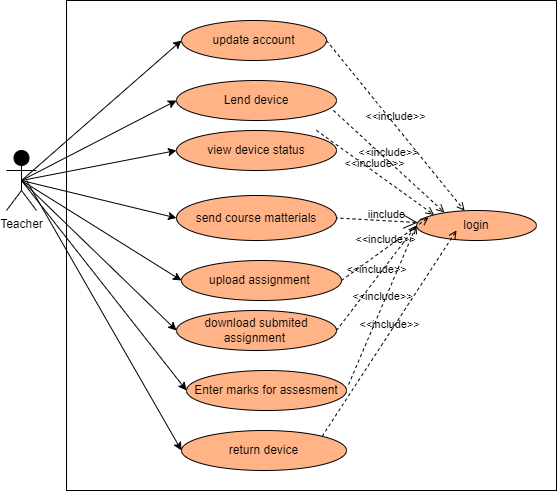 update account
Lend device
<<include>>
view device status
<<include>>
<<include>>
Teacher
send course matterials
iinclude
login
<<include>>
upload assignment
<<include>>
<<include>>
download submited
assignment
<<include>>
Enter marks for assesment
return device